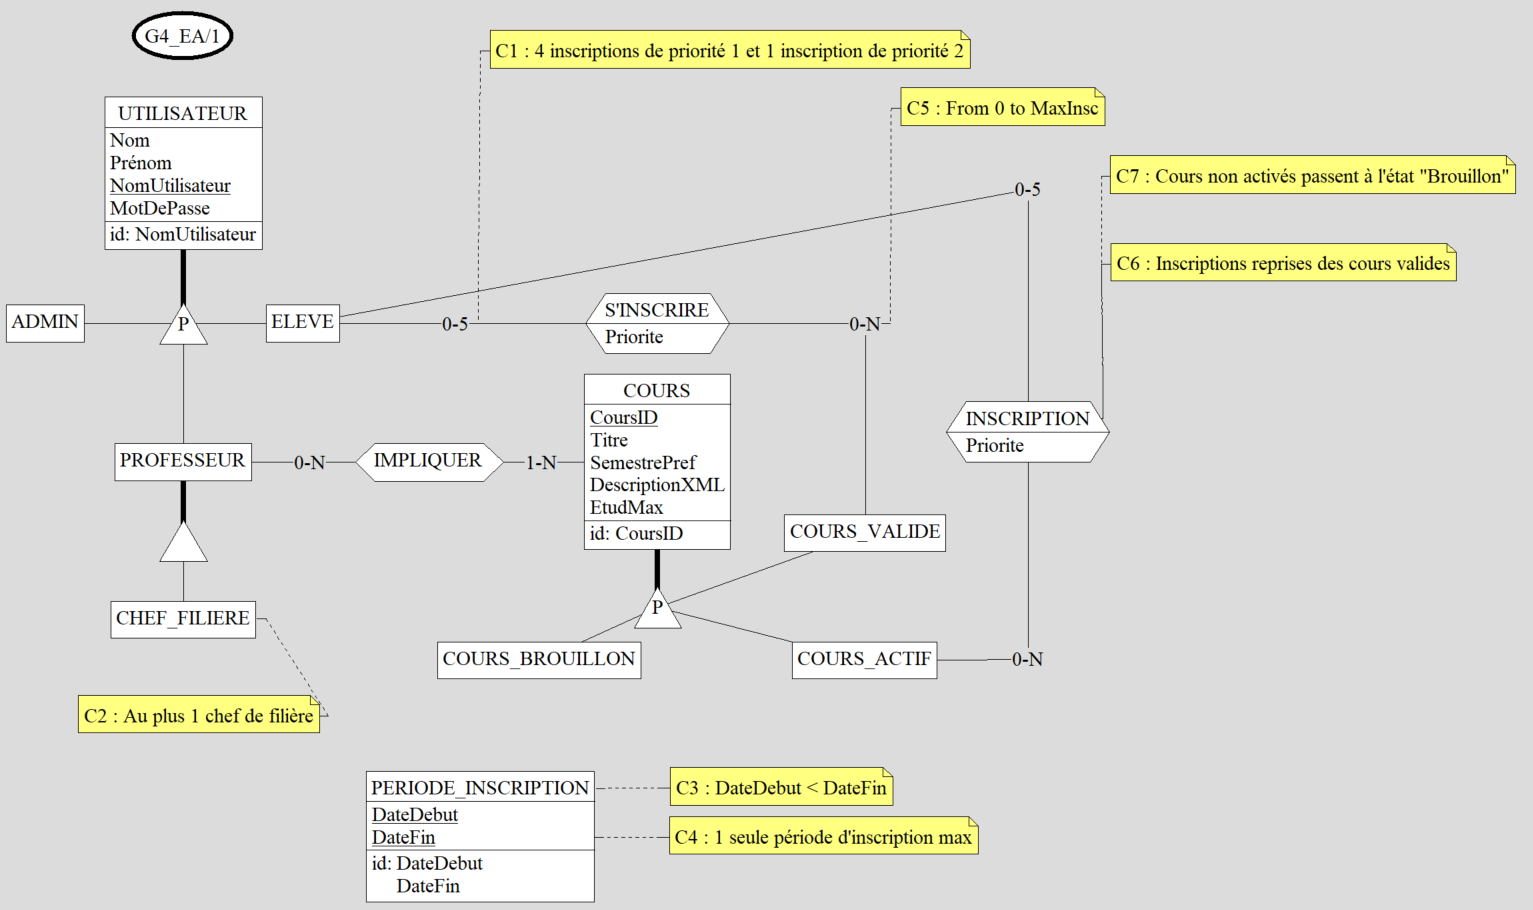 G4_EA/1
C1 : 4 inscriptions de priorité 1 et 1 inscription de priorité 2
C5 : From 0 to MaxInsc
UTILISATEUR
Nom
Prénom
NomUtilisateur
MotDePasse
id: NomUtilisateur
C7 : Cours non activés passent à l'état "Brouillon"
0-5
C6 : Inscriptions reprises des cours valides
ADMIN
P
ELEVE
0-5
S'INSCRIRE
Priorite
0-N
COURS
CoursID
Titre
SemestrePref
DescriptionXML
EtudMax
id: CoursID
INSCRIPTION
Priorite
PROFESSEUR
0-N
IMPLIQUER
1-N
COURS_VALIDE
P
CHEF_FILIERE
COURS_BROUILLON
COURS_ACTIF
0-N
C2 : Au plus 1 chef de filière
PERIODE_INSCRIPTION
DateDebut
DateFin
id: DateDebut
DateFin
C3 : DateDebut < DateFin
C4 : 1 seule période d'inscription max